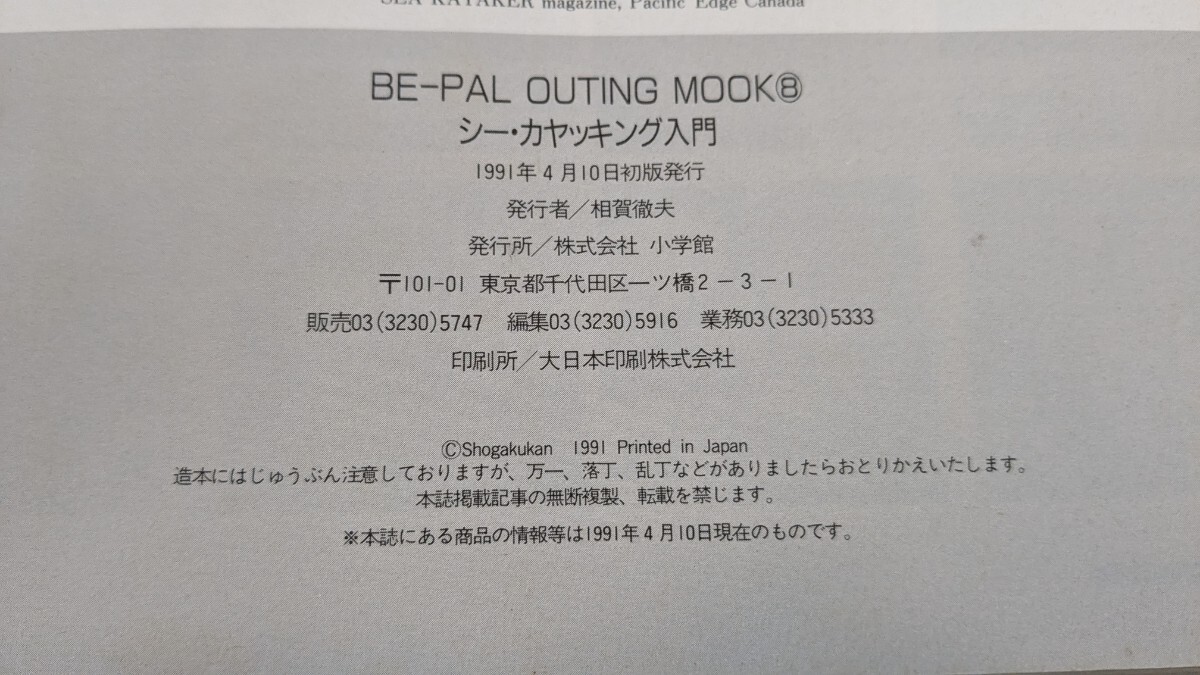 SEA KAYAKER magazine, Pacific Edge Canada
BE-PAL OUTING MOOK⑧
シー・カヤッキング入門
1991年4月10日初版発行
発行者／相賀徹夫
発行所／株式会社 小学館
〒101-01 東京都千代田区一ツ橋2-3-1
販売03(3230)5747 編集03(3230)5916 業務03(3230)5333
印刷所／大日本印刷株式会社
©Shogakukan 1991 Printed in Japan
造本にはじゅうぶん注意しておりますが、万一、落丁、乱丁などがありましたらおとりかえいたします。
本誌掲載記事の無断複製、転載を禁じます。
※本誌にある商品の情報等は1991年4月10日現在のものです。